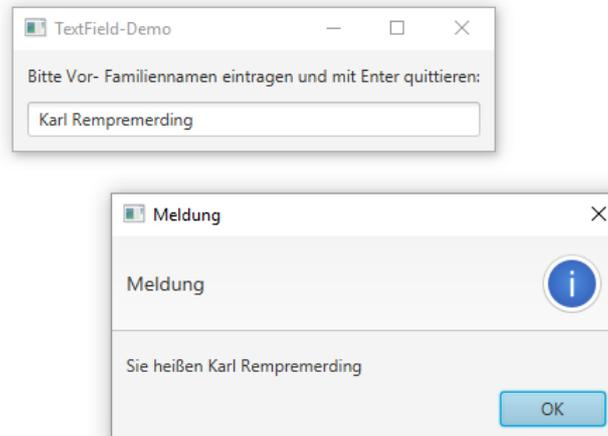 TextField-Demo
Bitte Vor- Familiennamen eintragen und mit Enter quittieren:
Karl Rempremerding
Meldung
Meldung
i
Sie heißen Karl Rempremerding
OK